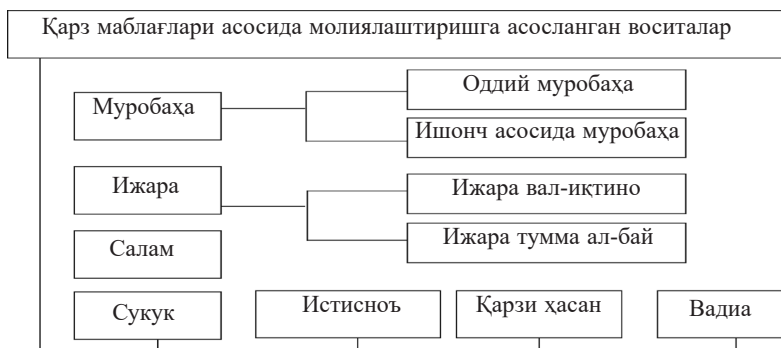 Қарз маблағлари асосида молиялаштиришга асосланган воситалар
Муробаҳа
Оддий муробаҳа
Ишонч асосида муробаҳа
Ижара
Ижара вал-иқтино
Ижара тумма ал-бай
Салам
Сукук
Истисноъ
Қарзи ҳасан
Вадиа